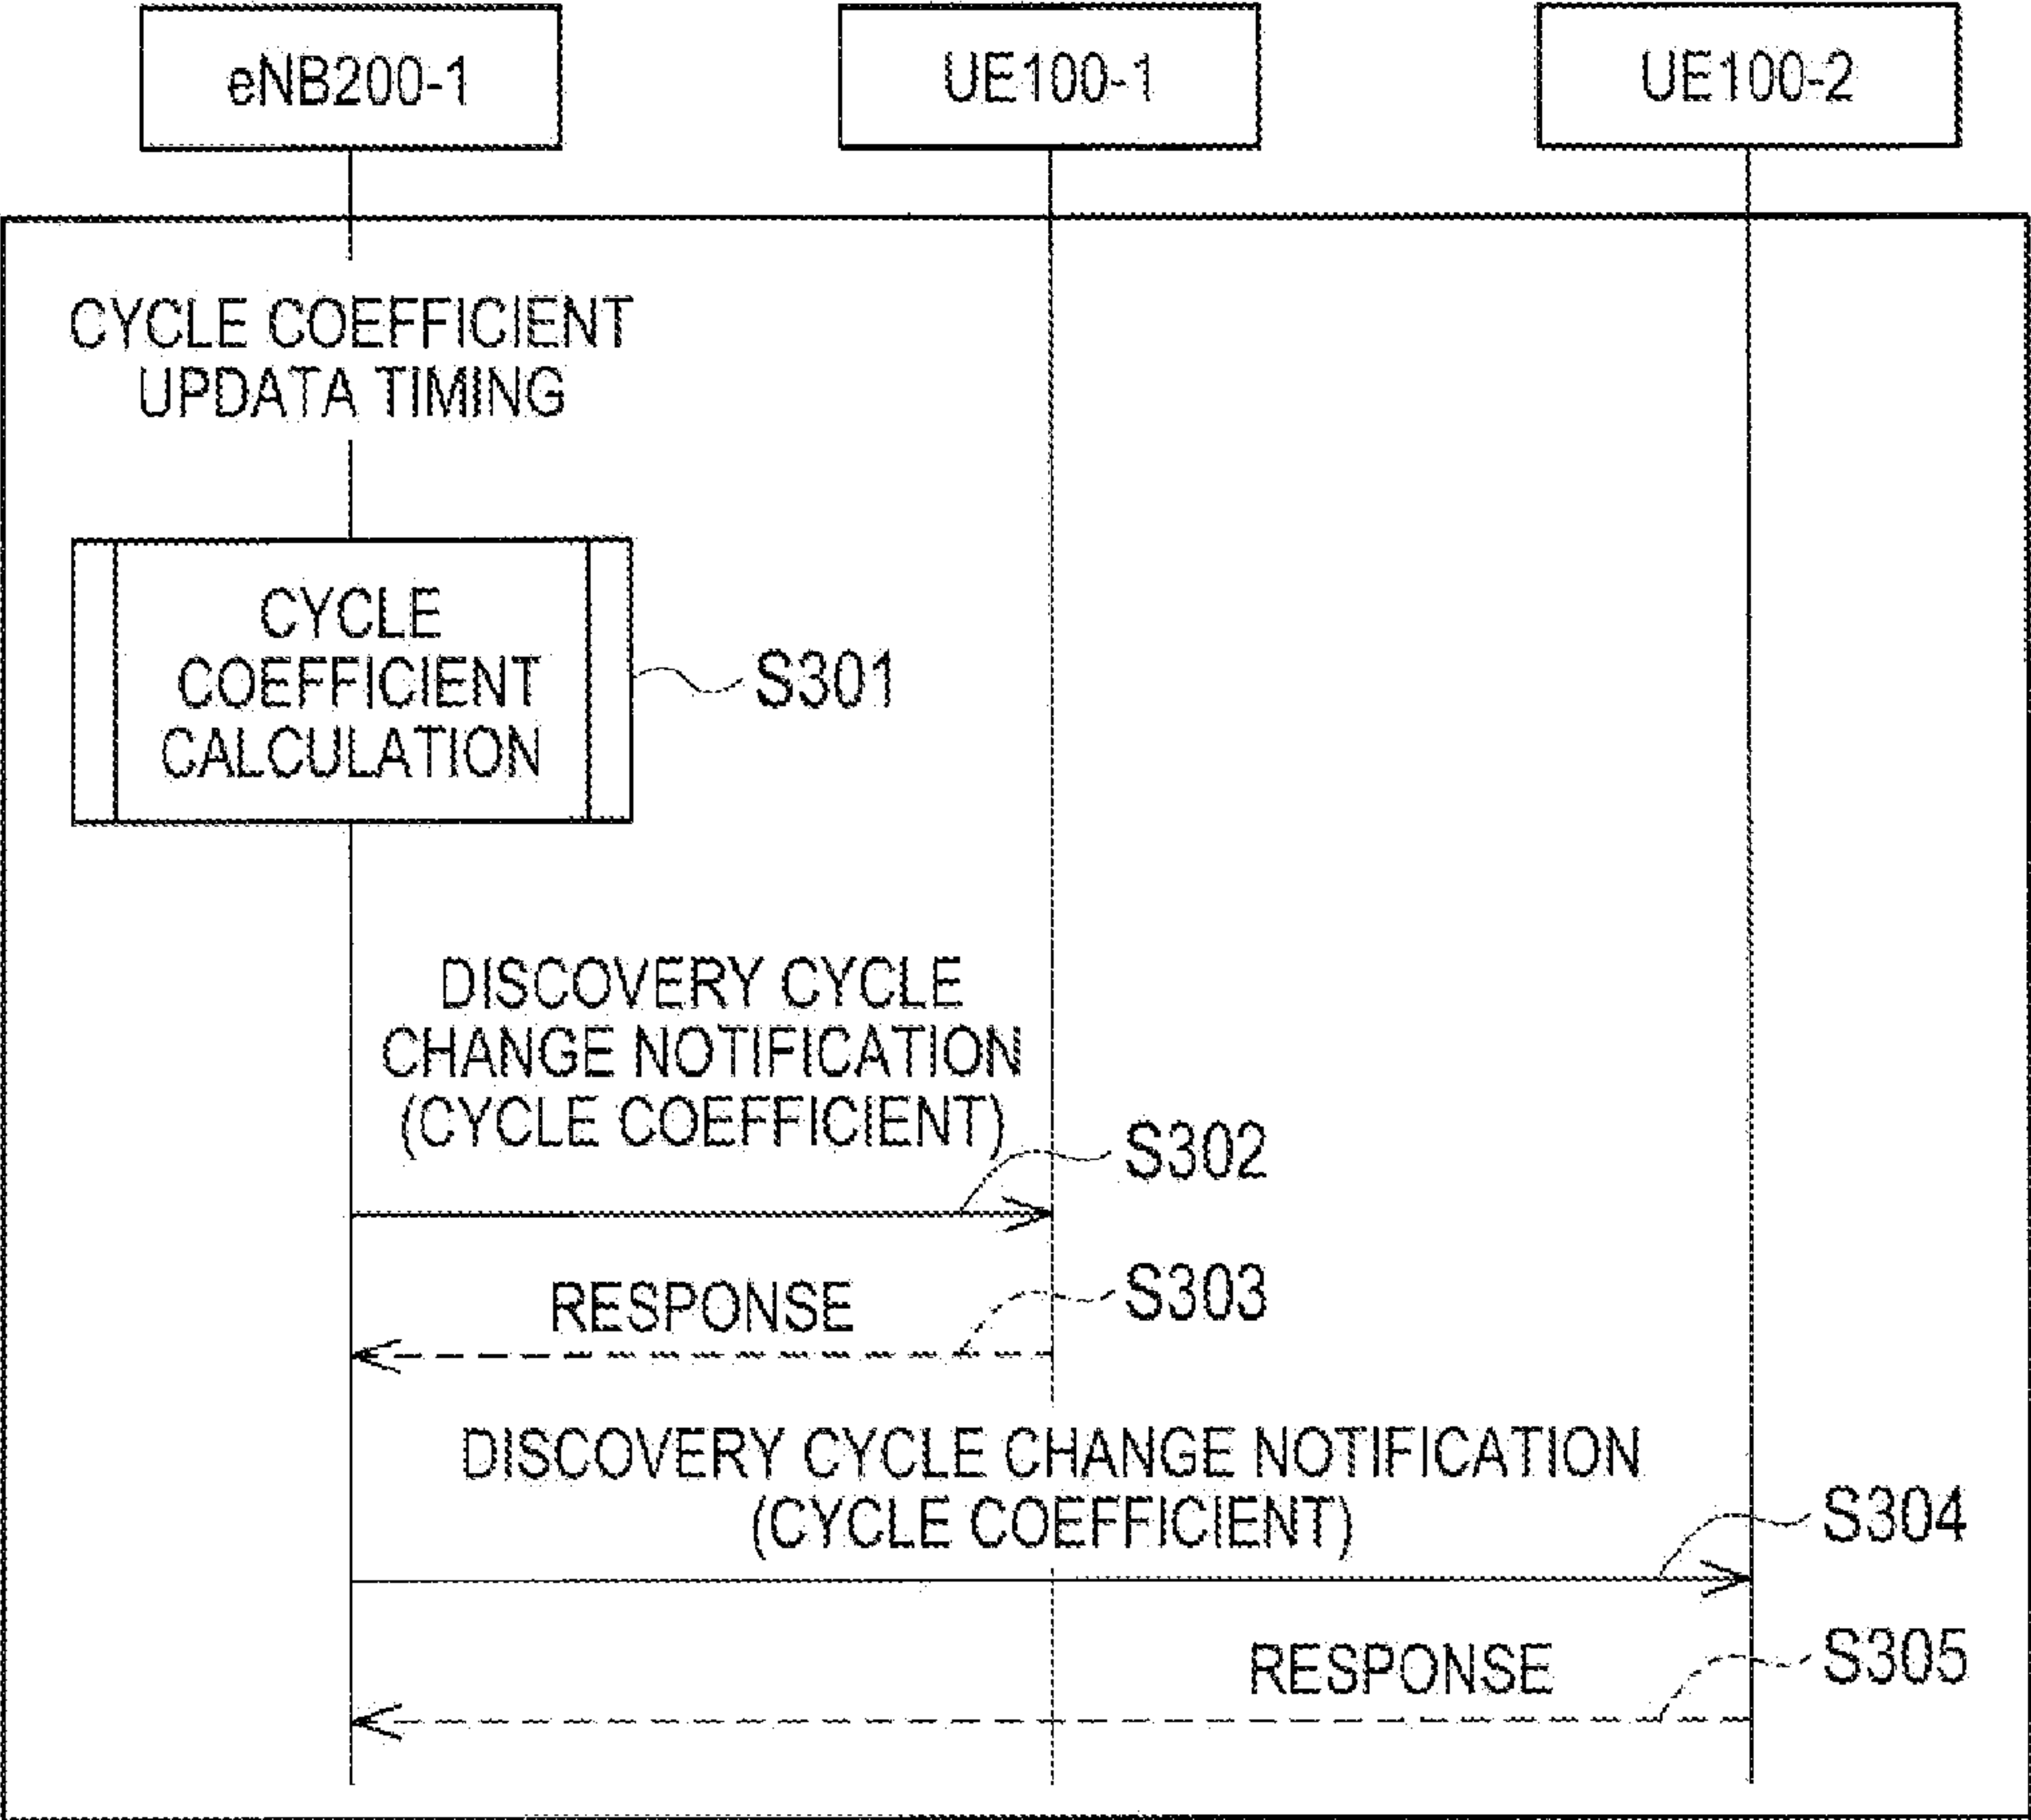 eNB200-1
UE100-1
UE100-2
CYCLE COEFFICIENT
UPDATA TIMING
CYCLE
COEFFICIENT
CALCULATION
S301
DISCOVERY CYCLE
CHANGE NOTIFICATION
(CYCLE COEFFICIENT)
S302
RESPONSE
S303
DISCOVERY CYCLE CHANGE NOTIFICATION
(CYCLE COEFFICIENT)
S304
RESPONSE
S305